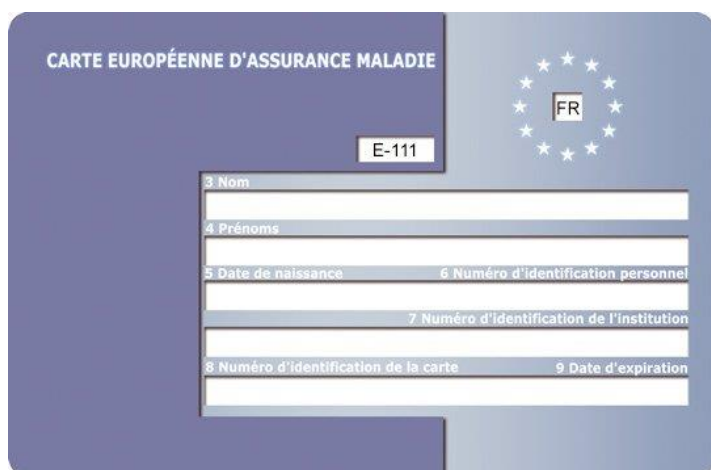 CARTE EUROPÉENNE D'ASSURANCE MALADIE
FR
E-111
3 Nom
4 Prénoms
5 Date de naissance 6 Numéro d'identification personnel
7 Numéro d'identification de l'institution
8 Numéro d'identification de la carte 9 Date d'expiration